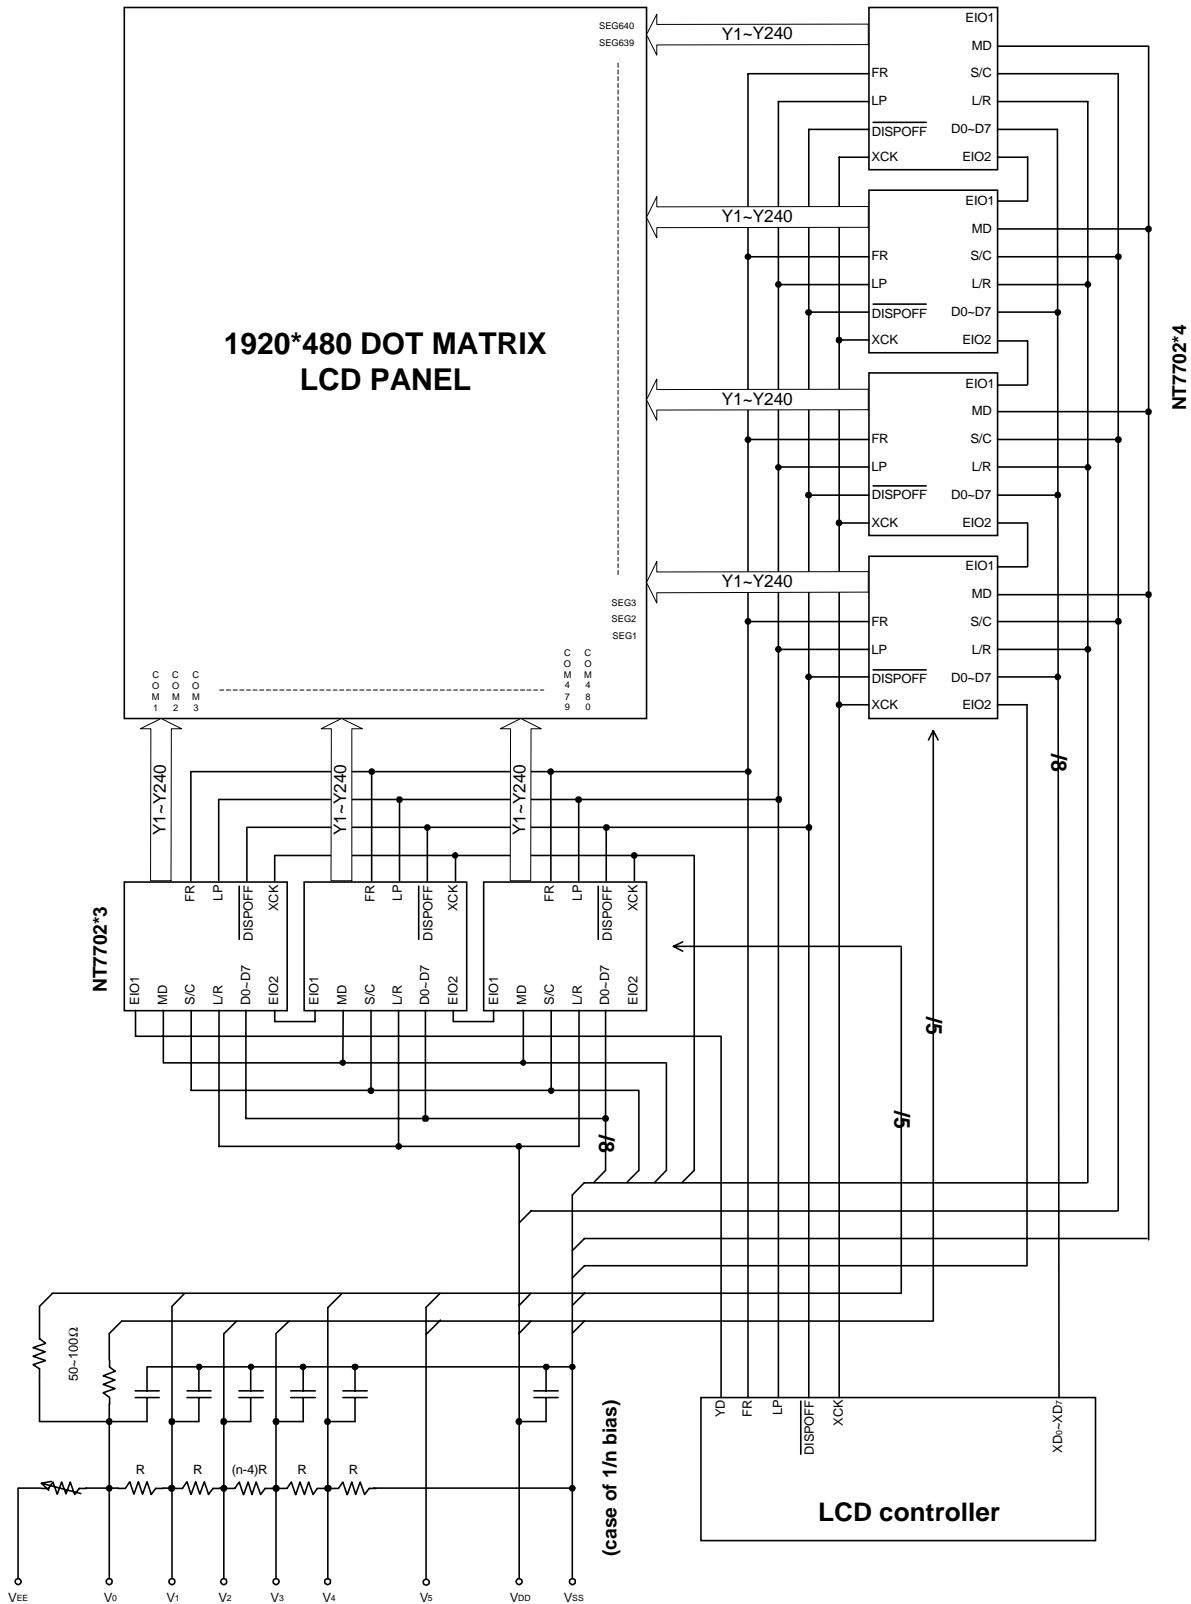 1920*480 DOT MATRIX
LCD PANEL
SEG640
SEG639
SEG3
SEG2
SEG1
COM1
COM2
COM3
COM479
COM480
Y1~Y240
EIO1
MD
FR
S/C
LP
L/R
DISPOFF
D0~D7
XCK
EIO2
Y1~Y240
EIO1
MD
FR
S/C
LP
L/R
DISPOFF
D0~D7
XCK
EIO2
Y1~Y240
EIO1
MD
FR
S/C
LP
L/R
DISPOFF
D0~D7
XCK
EIO2
Y1~Y240
EIO1
MD
FR
S/C
LP
L/R
DISPOFF
D0~D7
XCK
EIO2
NT7702*4
/8
/5
/5
/8
NT7702*3
Y1~Y240
FR
LP
DISPOFF
XCK
EIO1
MD
S/C
L/R
D0~D7
EIO2
Y1~Y240
FR
LP
DISPOFF
XCK
EIO1
MD
S/C
L/R
D0~D7
EIO2
Y1~Y240
FR
LP
DISPOFF
XCK
EIO1
MD
S/C
L/R
D0~D7
EIO2
50~100Ω
R
R
(n-4)R
R
R
(case of 1/n bias)
VEE
V0
V1
V2
V3
V4
V5
VDD
VSS
YD
FR
LP
DISPOFF
XCK
XD0~XD7
LCD controller